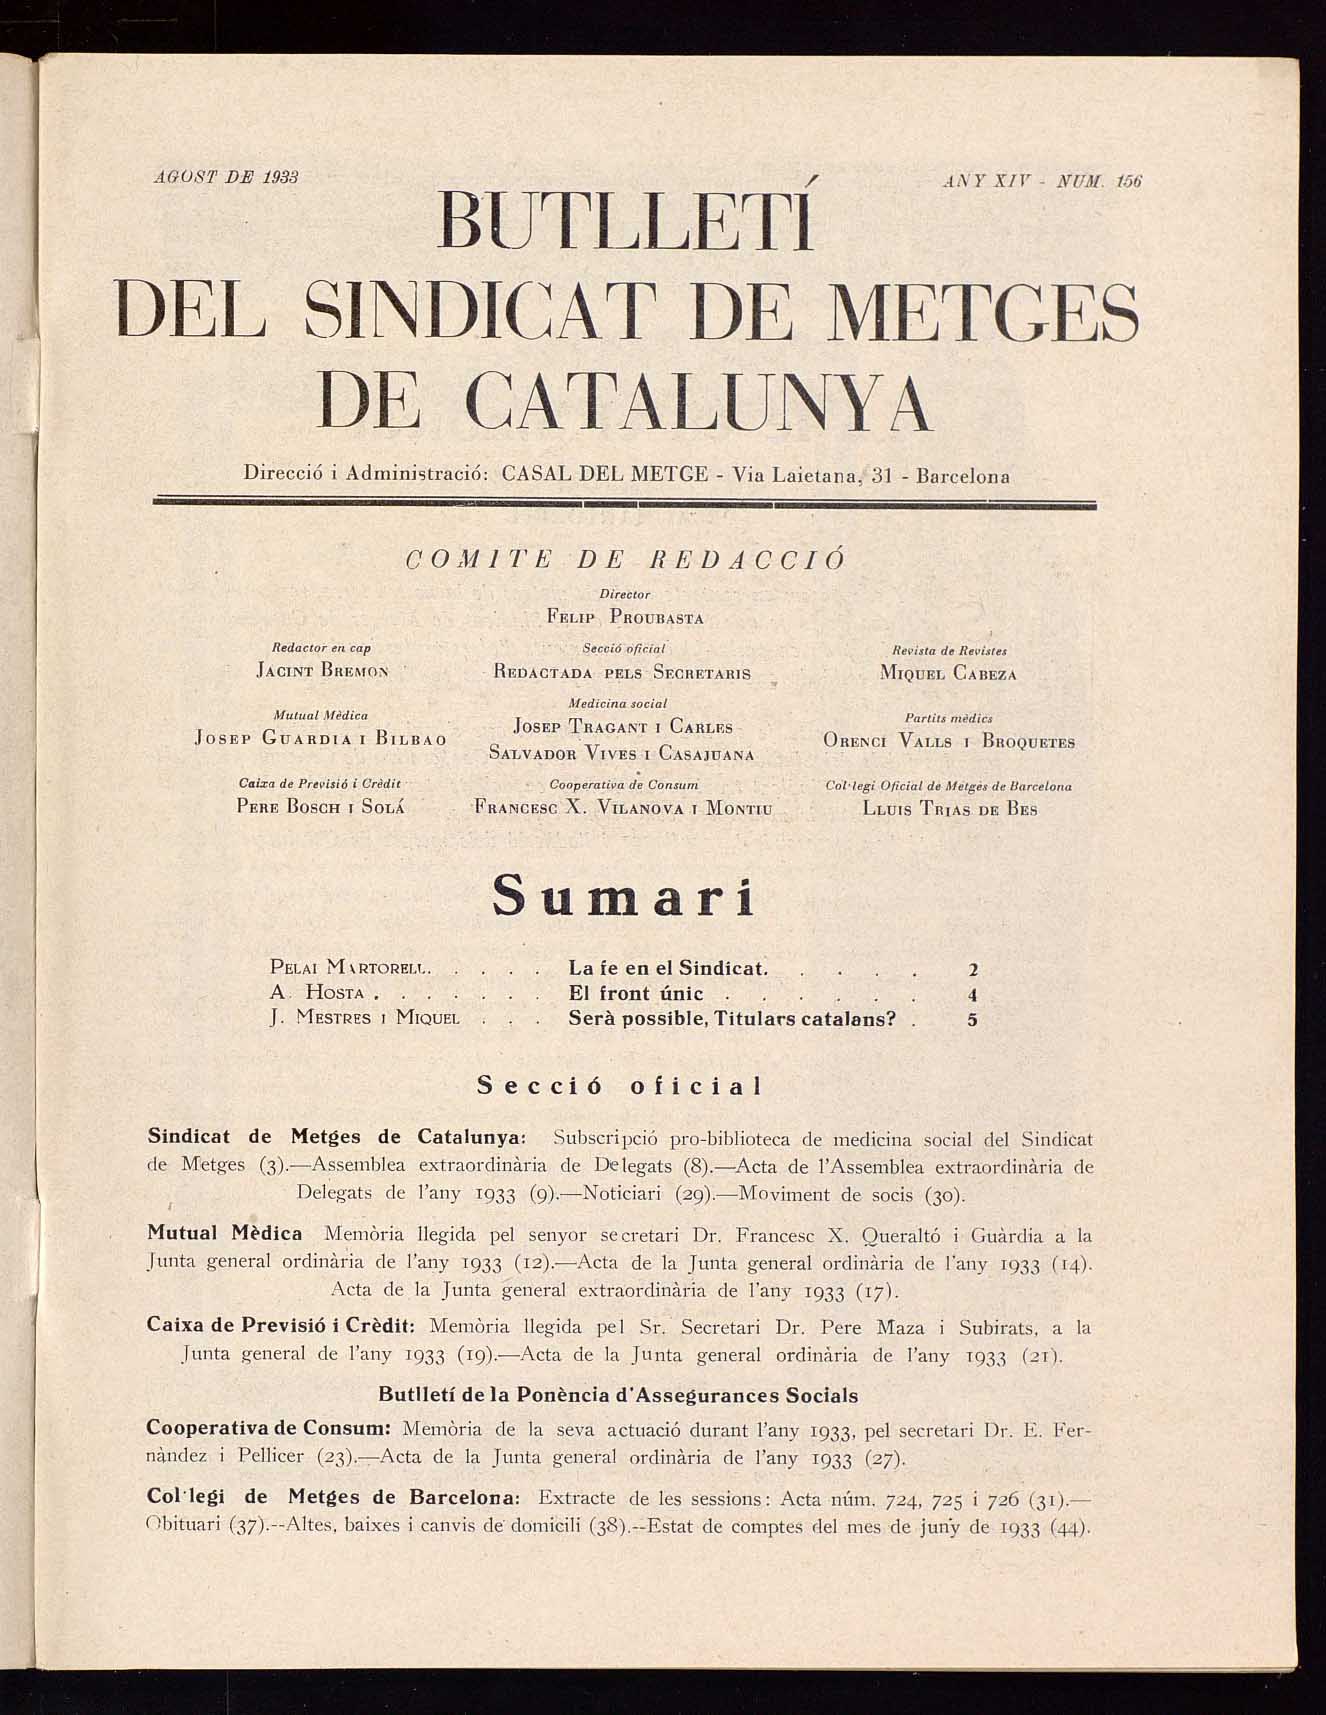 AGOST DE 1933
ANY XIV - NUM. 156
BUTLLETÍ
DEL SINDICAT DE METGES
DE CATALUNYA
Direcció i Administració: CASAL DEL METGE - Via Laietana, 31 - Barcelona
COMITE DE REDACCIÓ
Director
FELIP PROUBASTA
Redactor en cap
JACINT BREMON
Secció oficial
REDACTADA PELS SECRETARIS
Revista de Revistes
MIQUEL CABEZA
Mutual Mèdica
JOSEP GUARDIA I BILBAO
Medicina social
JOSEP TRAGANT I CARLES
SALVADOR VIVES I CASAJUANA
Partits mèdics
ORENCI VALLS I BROQUETES
Caixa de Previsió i Crèdit
PERE BOSCH I SOLÁ
Cooperativa de Consum
FRANCESC X. VILANOVA I MONTIU
Col·legi Oficial de Metges de Barcelona
LLUIS TRIAS DE BES
Sumari
PELAI MARTORELL. . . . . La fe en el Sindicat. . . . . 2
A. HOSTA . . . . . . . El front únic . . . . . . 4
J. MESTRES I MIQUEL . . . Serà possible, Titulars catalans? . 5
Secció oficial
Sindicat de Metges de Catalunya: Subscripció pro-biblioteca de medicina social del Sindicat
de Metges (3).—Assemblea extraordinària de Delegats (8).—Acta de l'Assemblea extraordinària de
Delegats de l'any 1933 (9).—Noticiari (29).—Moviment de socis (30).
Mutual Mèdica Memòria llegida pel senyor secretari Dr. Francesc X. Queraltó i Guàrdia a la
Junta general ordinària de l'any 1933 (12).—Acta de la Junta general ordinària de l'any 1933 (14).
Acta de la Junta general extraordinària de l'any 1933 (17).
Caixa de Previsió i Crèdit: Memòria llegida pel Sr. Secretari Dr. Pere Maza i Subirats, a la
Junta general de l'any 1933 (19).—Acta de la Junta general ordinària de l'any 1933 (21).
Butlletí de la Ponència d'Assegurances Socials
Cooperativa de Consum: Memòria de la seva actuació durant l'any 1933, pel secretari Dr. E. Fer-
nàndez i Pellicer (23).—Acta de la Junta general ordinària de l'any 1933 (27).
Col·legi de Metges de Barcelona: Extracte de les sessions: Acta núm. 724, 725 i 726 (31).—
Obituari (37).--Altes, baixes i canvis de domicili (38).--Estat de comptes del mes de juny de 1933 (44).